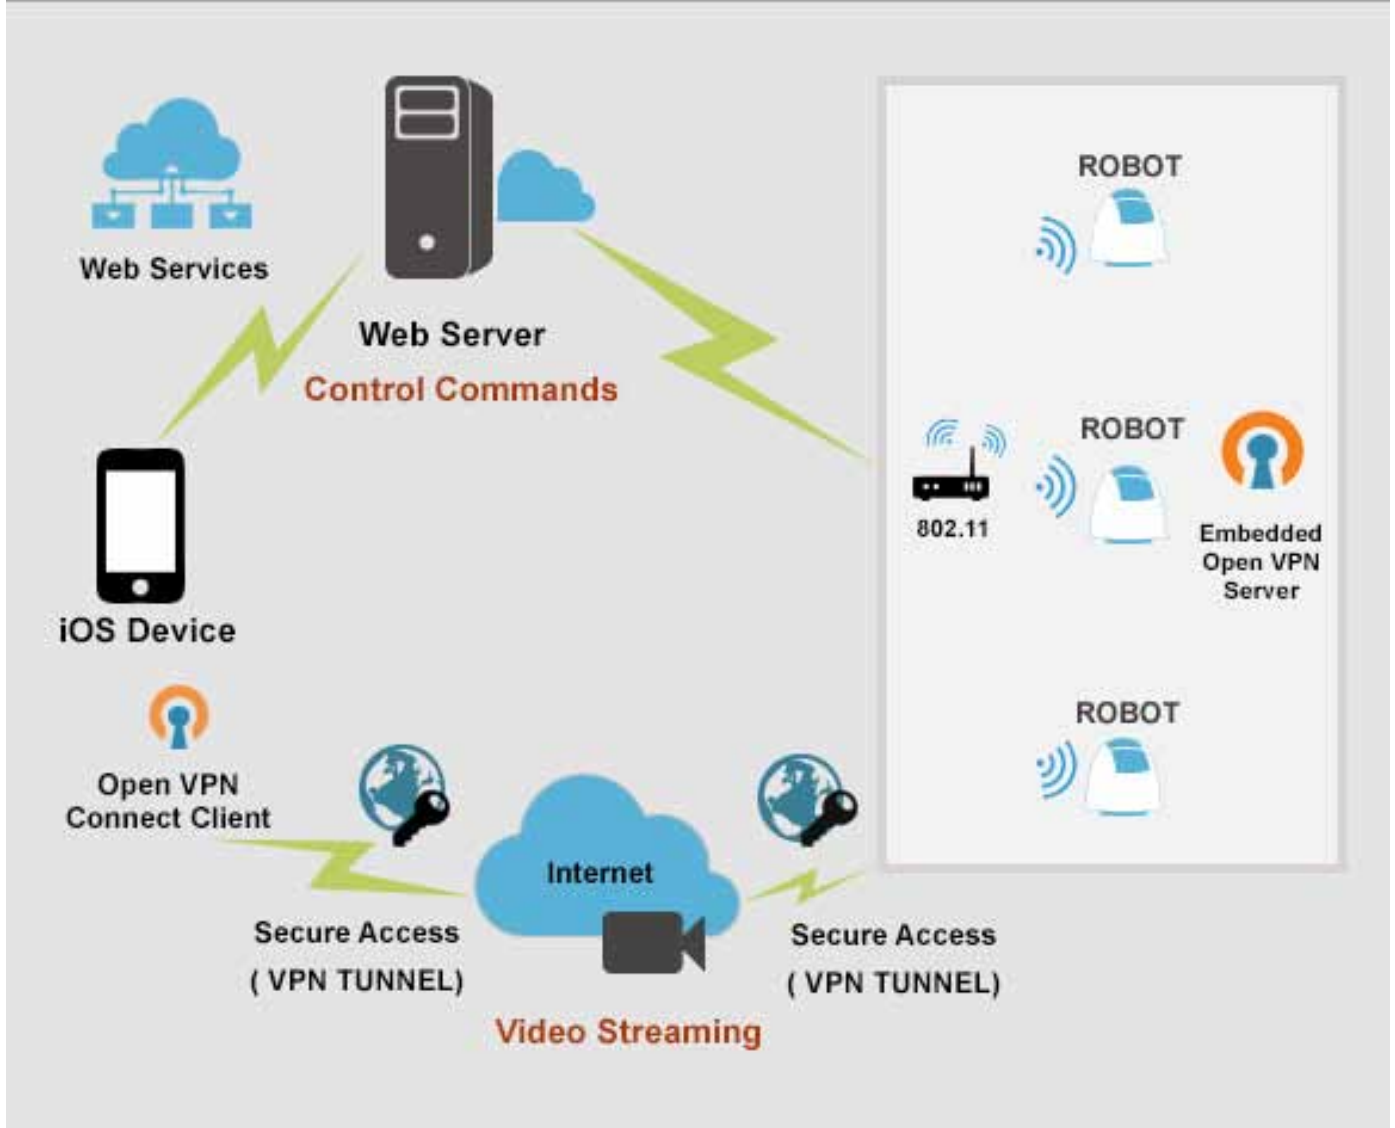 ROBOT
Web Services
Web Server
Control Commands
ROBOT
802.11
Embedded
Open VPN
Server
iOS Device
ROBOT
Open VPN
Connect Client
Internet
Secure Access
( VPN TUNNEL)
Secure Access
( VPN TUNNEL)
Video Streaming